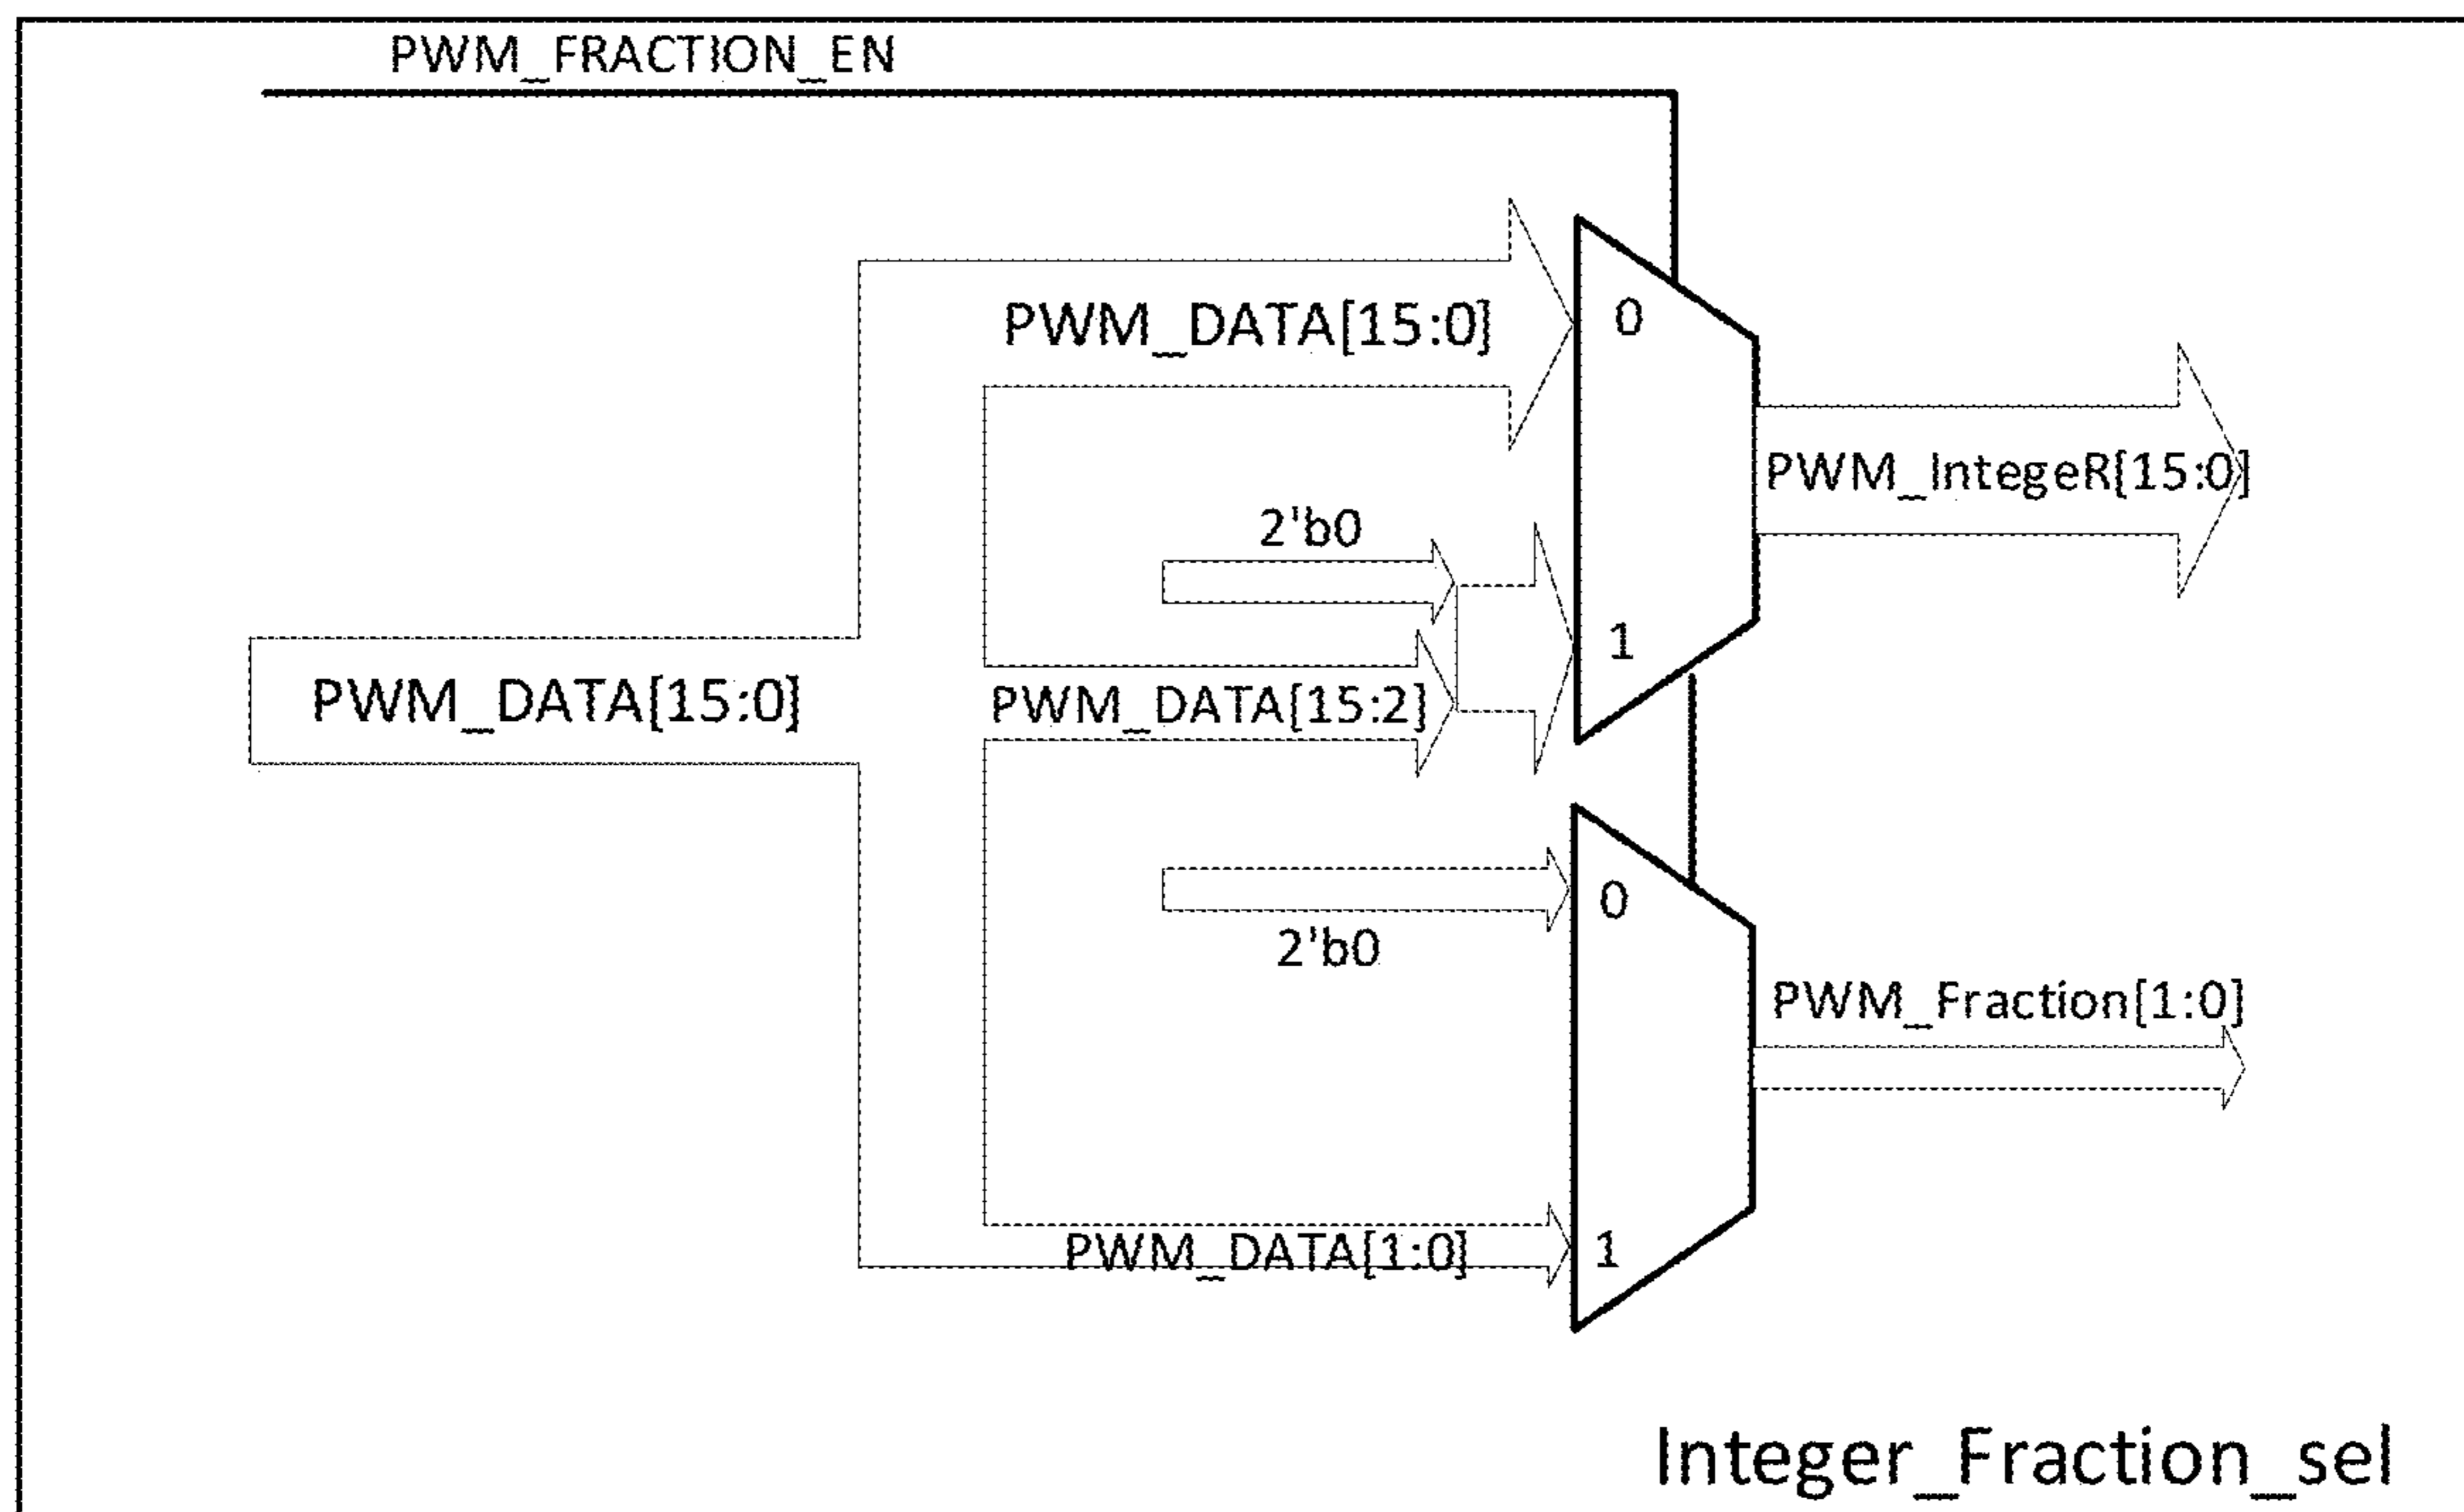 PWM_FRACTION_EN
PWM_DATA[15:0]
0
PWM_IntegeR[15:0]
2'b0
1
PWM_DATA[15:0]
PWM_DATA[15:2]
0
2'b0
PWM_Fraction[1:0]
PWM_DATA[1:0]
1
Integer_Fraction_sel